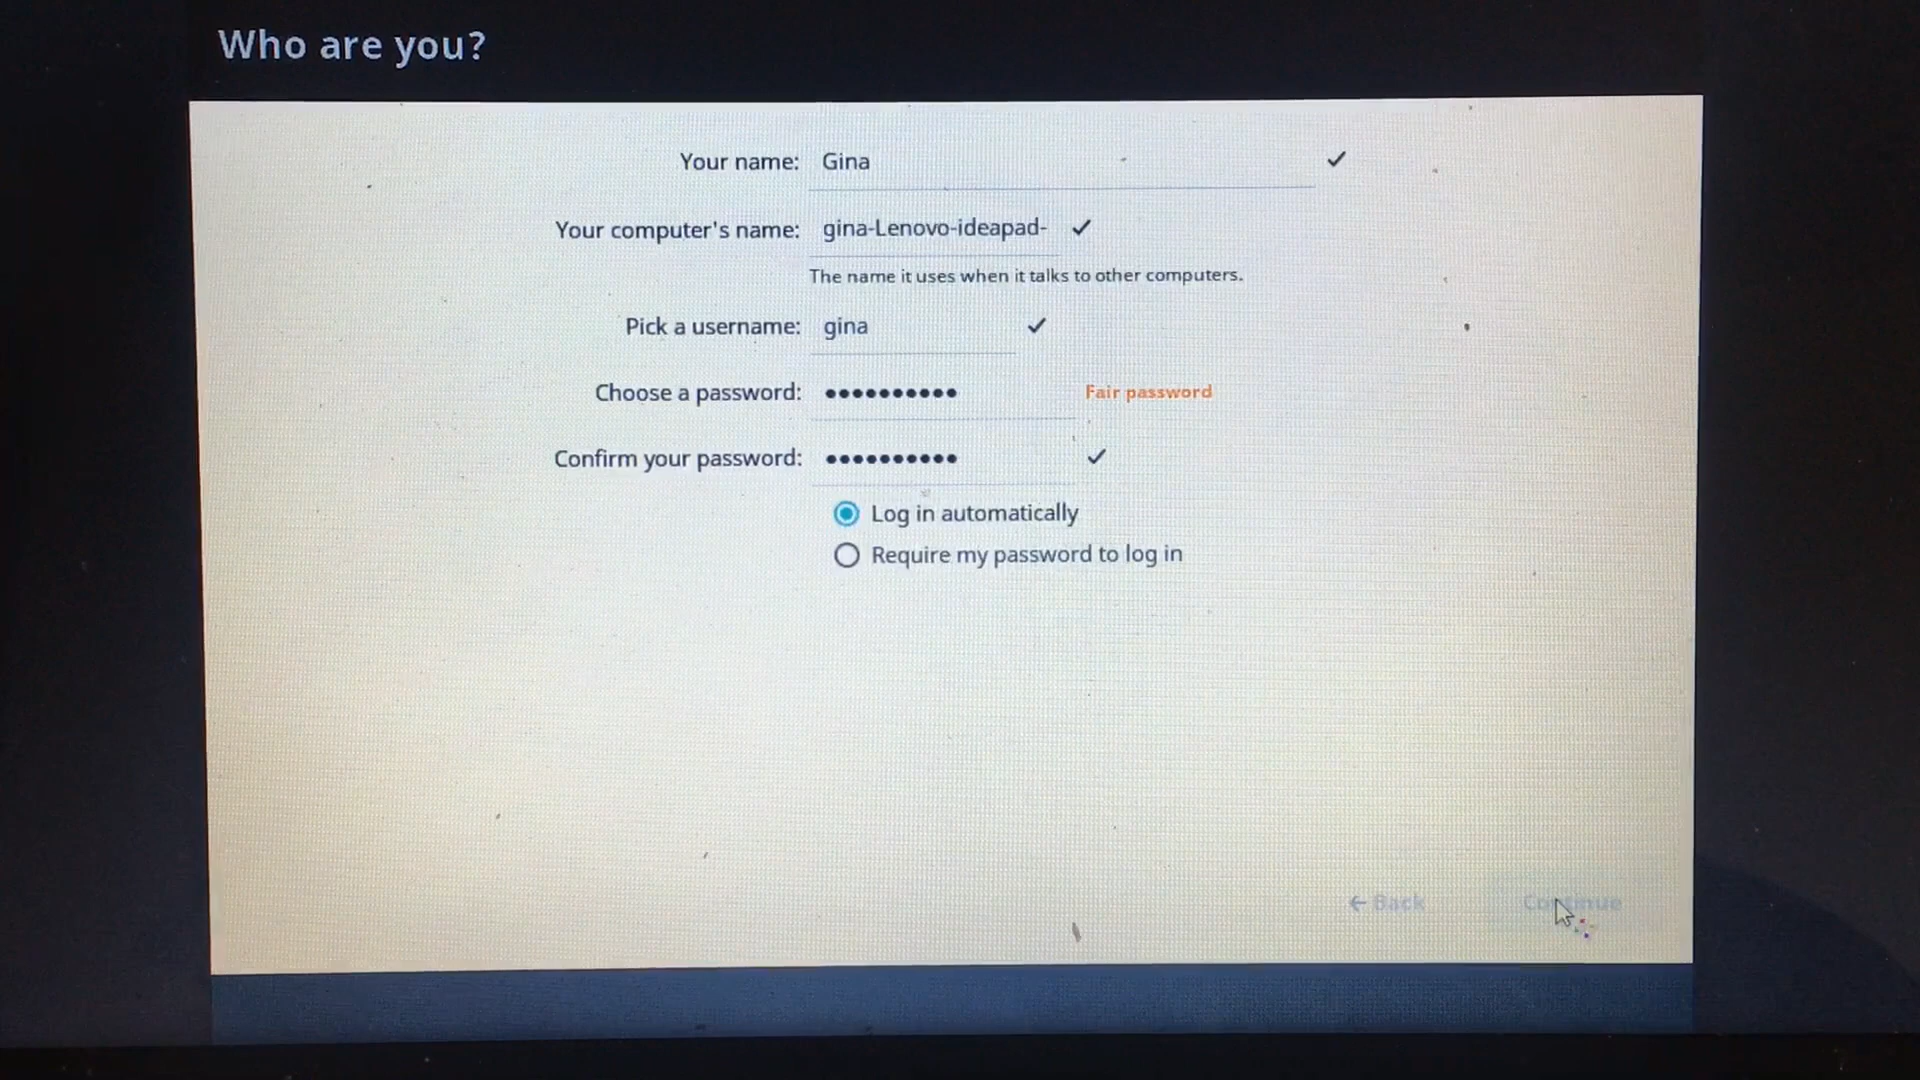 Who are you?
Your name: Gina
Your computer's name: gina-Lenovo-ideapad-
The name it uses when it talks to other computers.
Pick a username: gina
Choose a password: •••••••••• Fair password
Confirm your password: ••••••••••
Log in automatically
Require my password to log in
Back Continue